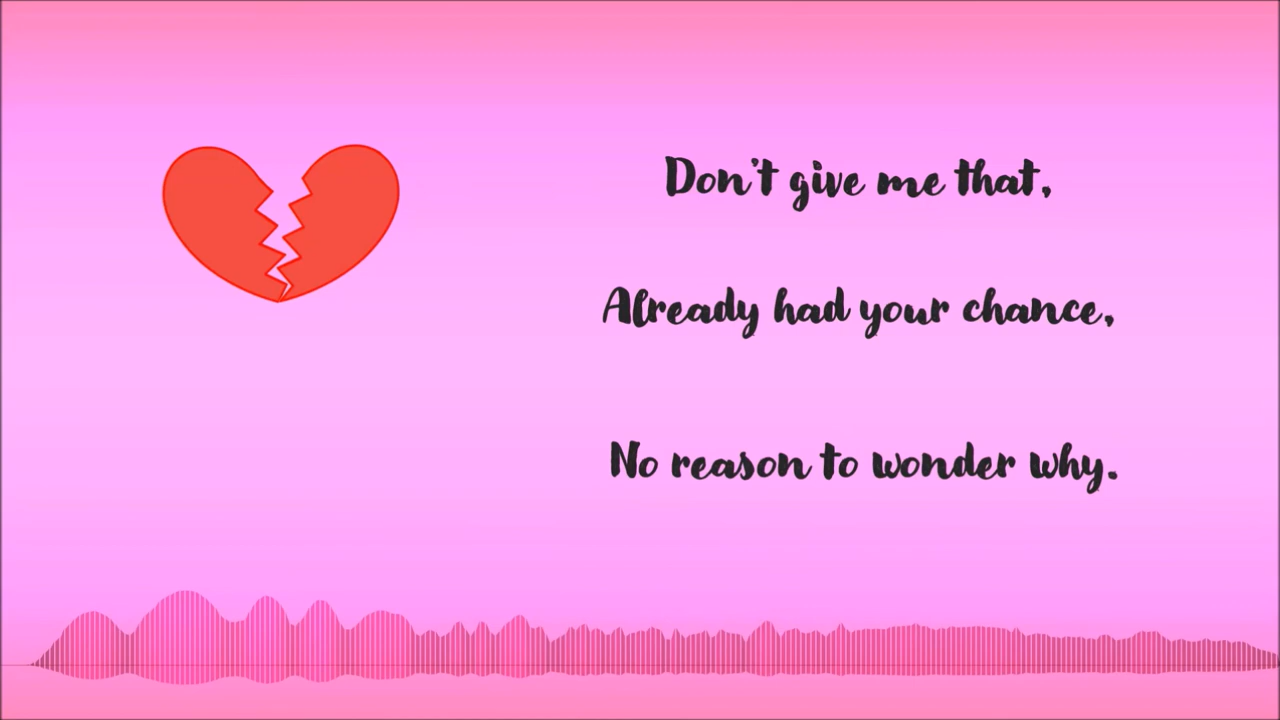 Don't give me that,
Already had your chance,
No reason to wonder why.